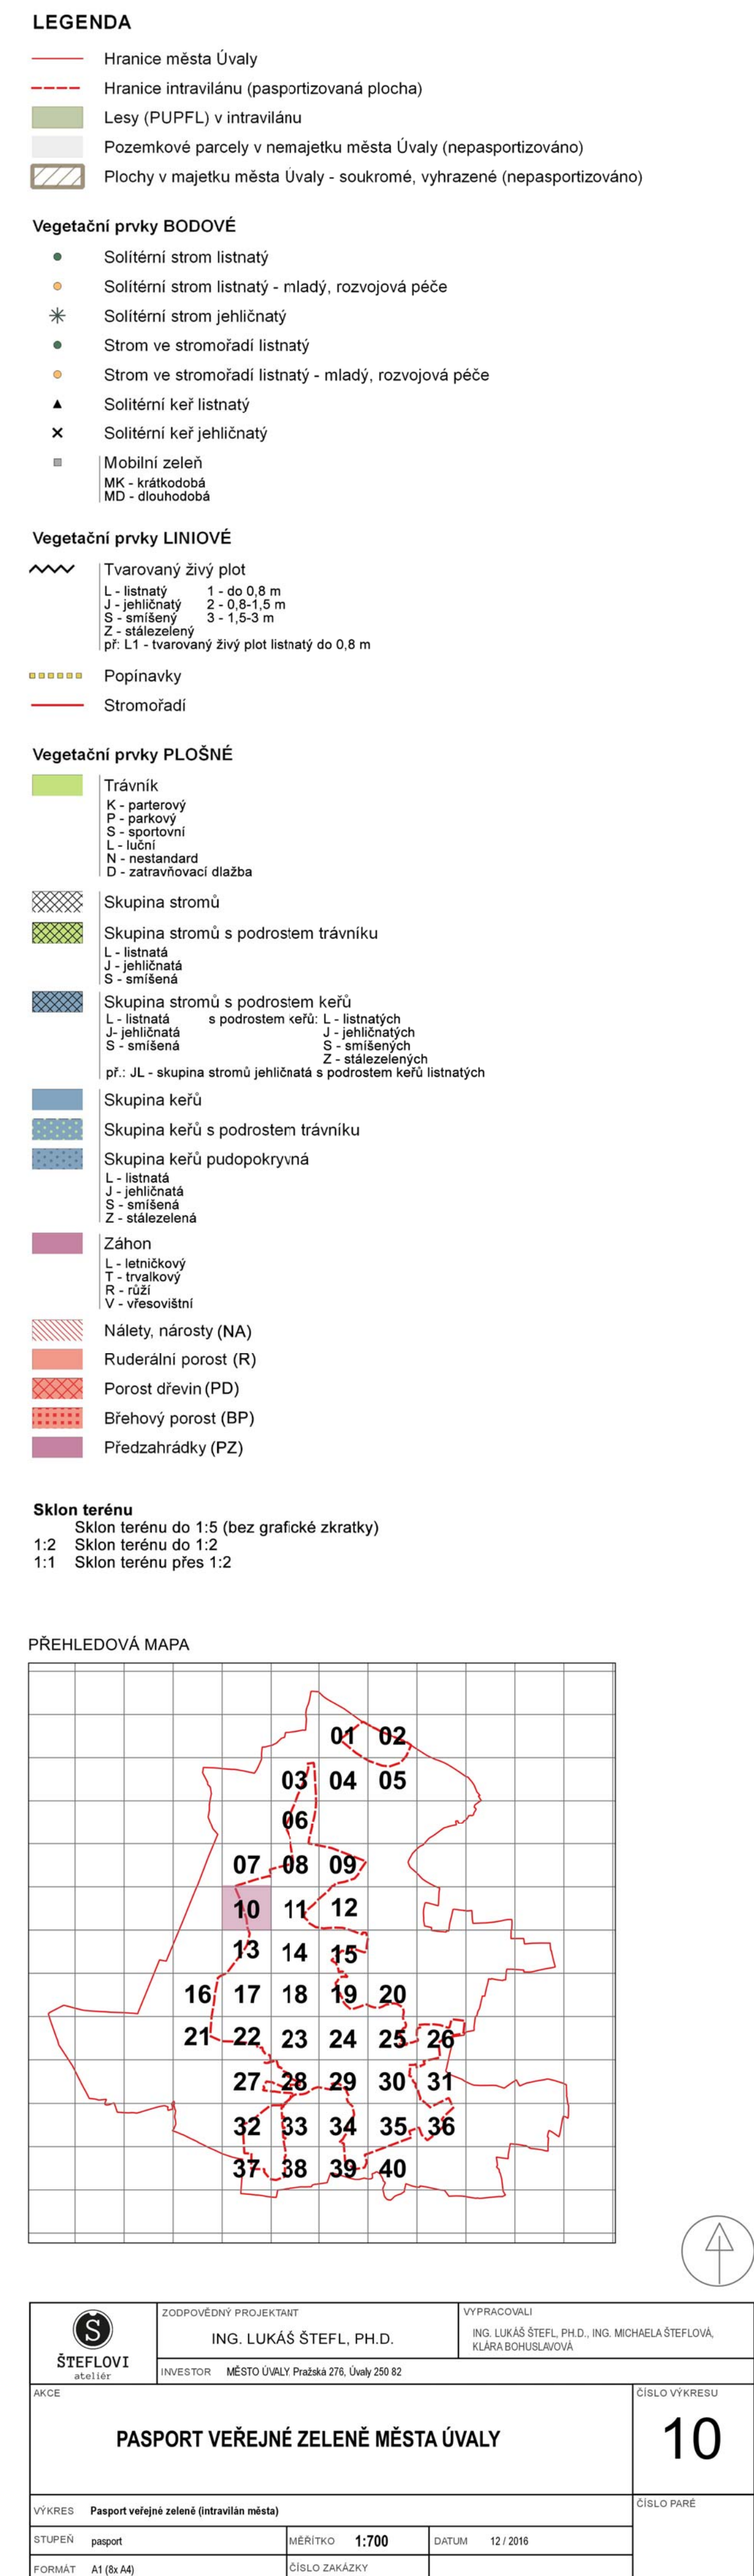 LEGENDA
Hranice města Úvaly
Hranice intravilánu (pasportizovaná plocha)
Lesy (PUPFL) v intravilánu
Pozemkové parcely v nemajetku města Úvaly (nepasportizováno)
Plochy v majetku města Úvaly - soukromé, vyhrazené (nepasportizováno)
Vegetační prvky BODOVÉ
Solítérní strom listnatý
Solítérní strom listnatý - mladý, rozvojová péče
Solítérní strom jehličnatý
Strom ve stromořadí listnatý
Strom ve stromořadí listnatý - mladý, rozvojová péče
Solitérní keř listnatý
Solitérní keř jehličnatý
Mobilní zeleň
MK - krátkodobá
MD - dlouhodobá
Vegetační prvky LINIOVÉ
Tvarovaný živý plot
L - listnatý 1 - do 0,8 m
J - jehličnatý 2 - 0,8-1,5 m
S - smíšený 3 - 1,5-3 m
Z - stálezelený
př: L1 - tvarovaný živý plot listnatý do 0,8 m
Popínavky
Stromořadí
Vegetační prvky PLOŠNÉ
Trávník
K - parterový
P - parkový
S - sportovní
L - luční
N - nestandard
D - zatravňovací dlažba
Skupina stromů
Skupina stromů s podrostem trávníku
L - listnatá
J - jehličnatá
S - smíšená
Skupina stromů s podrostem keřů
L - listnatá s podrostem keřů: L - listnatých
J- jehličnatá J - jehličnatých
S - smíšená S - smíšených
Z - stálezelených
př.: JL - skupina stromů jehličnatá s podrostem keřů listnatých
Skupina keřů
Skupina keřů s podrostem trávníku
Skupina keřů pudopokryvná
L - listnatá
J - jehličnatá
S - smíšená
Z - stálezelená
Záhon
L - letničkový
T - trvalkový
R - růží
V - vřesovištní
Nálety, nárosty (NA)
Ruderální porost (R)
Porost dřevin (PD)
Břehový porost (BP)
Předzahrádky (PZ)
Sklon terénu
Sklon terénu do 1:5 (bez grafické zkratky)
1:2 Sklon terénu do 1:2
1:1 Sklon terénu přes 1:2
PŘEHLEDOVÁ MAPA
01 02
03 04 05
06
07 08 09
10 11 12
13 14 15
16 17 18 19 20
21 22 23 24 25 26
27 28 29 30 31
32 33 34 35 36
37 38 39 40
Š
ŠTEFLOVI
ateliér
ZODPOVĚDNÝ PROJEKTANT
ING. LUKÁŠ ŠTEFL, PH.D.
VYPRACOVALI
ING. LUKÁŠ ŠTEFL, PH.D., ING. MICHAELA ŠTEFLOVÁ,
KLÁRA BOHUSLAVOVÁ
INVESTOR MĚSTO ÚVALY. Pražská 276, Úvaly 250 82
AKCE
PASPORT VEŘEJNÉ ZELENĚ MĚSTA ÚVALY
ČÍSLO VÝKRESU
10
VÝKRES Pasport veřejné zeleně (intravilán města)
ČÍSLO PARÉ
STUPEŇ pasport MĚŘÍTKO 1:700 DATUM 12 / 2016
FORMÁT A1 (8x A4) ČÍSLO ZAKÁZKY